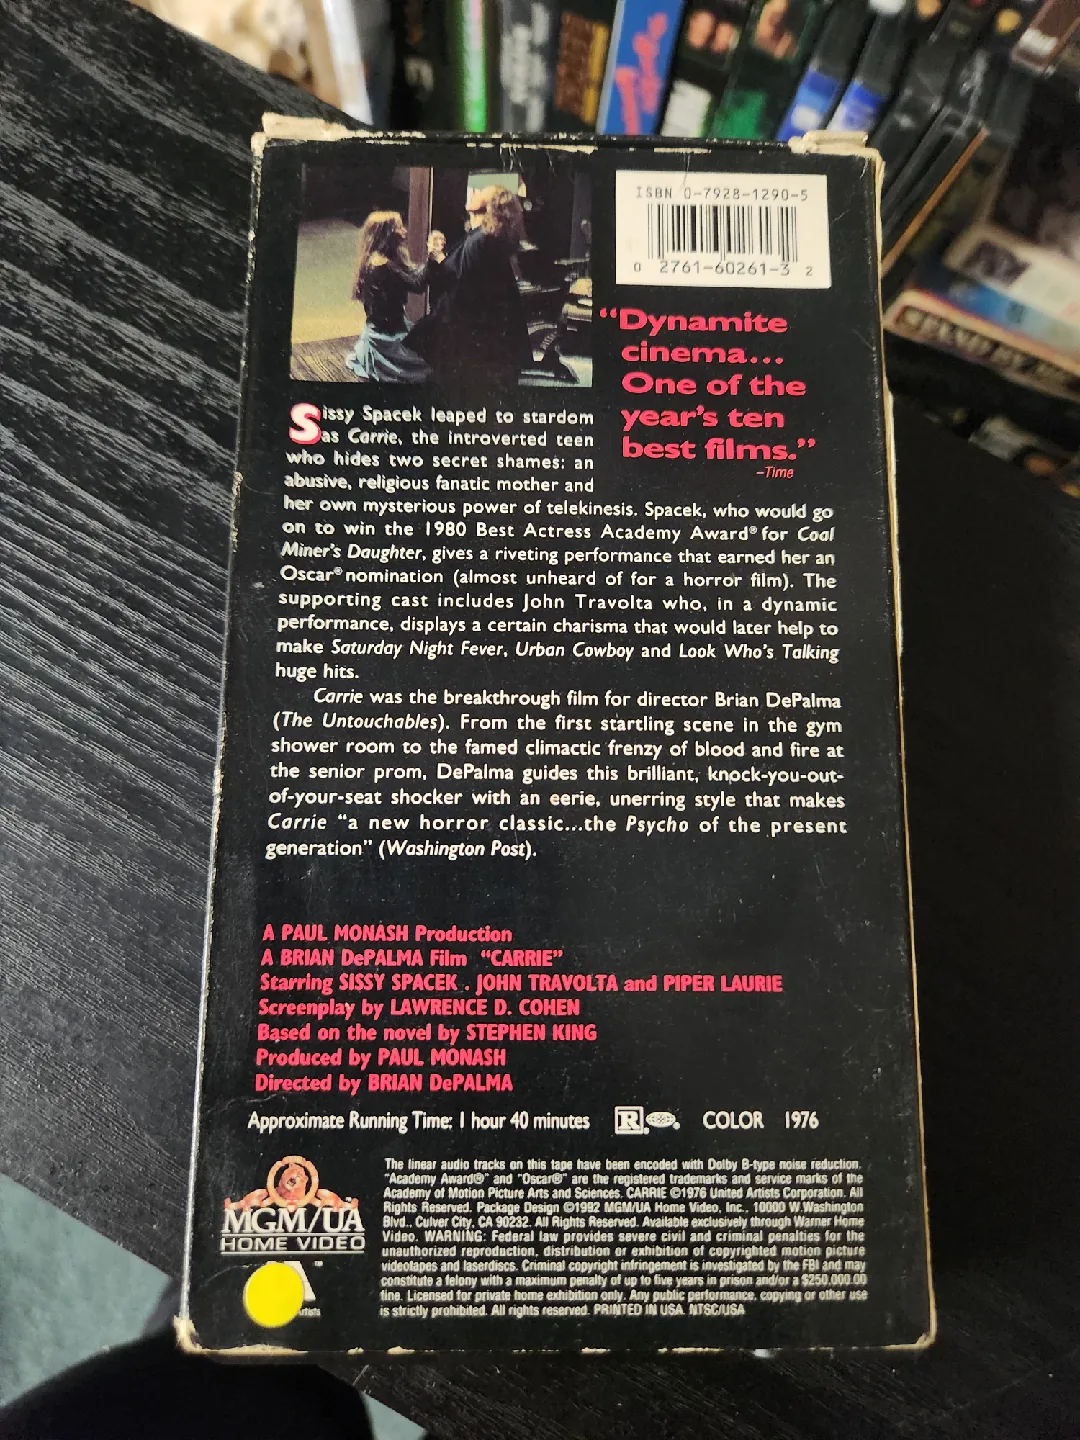 ISBN 0-7928-1290-5
0 2761-60261-3 2
“Dynamite
cinema...
One of the
year's ten
best films.”
-Time
Sissy Spacek leaped to stardom
as Carrie, the introverted teen
who hides two secret shames: an
abusive, religious fanatic mother and
her own mysterious power of telekinesis. Spacek, who would go
on to win the 1980 Best Actress Academy Award® for Coal
Miner's Daughter, gives a riveting performance that earned her an
Oscar® nomination (almost unheard of for a horror film). The
supporting cast includes John Travolta who, in a dynamic
performance, displays a certain charisma that would later help to
make Saturday Night Fever, Urban Cowboy and Look Who's Talking
huge hits.
Carrie was the breakthrough film for director Brian DePalma
(The Untouchables). From the first startling scene in the gym
shower room to the famed climactic frenzy of blood and fire at
the senior prom, DePalma guides this brilliant, knock-you-out-
of-your-seat shocker with an eerie, unerring style that makes
Carrie “a new horror classic...the Psycho of the present
generation” (Washington Post).
A PAUL MONASH Production
A BRIAN DePALMA Film “CARRIE”
Starring SISSY SPACEK . JOHN TRAVOLTA and PIPER LAURIE
Screenplay by LAWRENCE D. COHEN
Based on the novel by STEPHEN KING
Produced by PAUL MONASH
Directed by BRIAN DePALMA
Approximate Running Time: 1 hour 40 minutes R COLOR 1976
The linear audio tracks on this tape have been encoded with Dolby B-type noise reduction.
"Academy Award®" and "Oscar®" are the registered trademarks and service marks of the
Academy of Motion Picture Arts and Sciences. CARRIE ©1976 United Artists Corporation. All
Rights Reserved. Package Design ©1992 MGM/UA Home Video, Inc., 10000 W. Washington
Blvd., Culver City, CA 90232. All Rights Reserved. Available exclusively through Warner Home
Video. WARNING: Federal law provides severe civil and criminal penalties for the
unauthorized reproduction, distribution or exhibition of copyrighted motion picture
videotapes and laserdiscs. Criminal copyright infringement is investigated by the FBI and may
constitute a felony with a maximum penalty of up to five years in prison and/or a $250,000.00
fine. Licensed for private home exhibition only. Any public performance, copying or other use
is strictly prohibited. All rights reserved. PRINTED IN USA. NTSC/USA
MGM/UA
HOME VIDEO